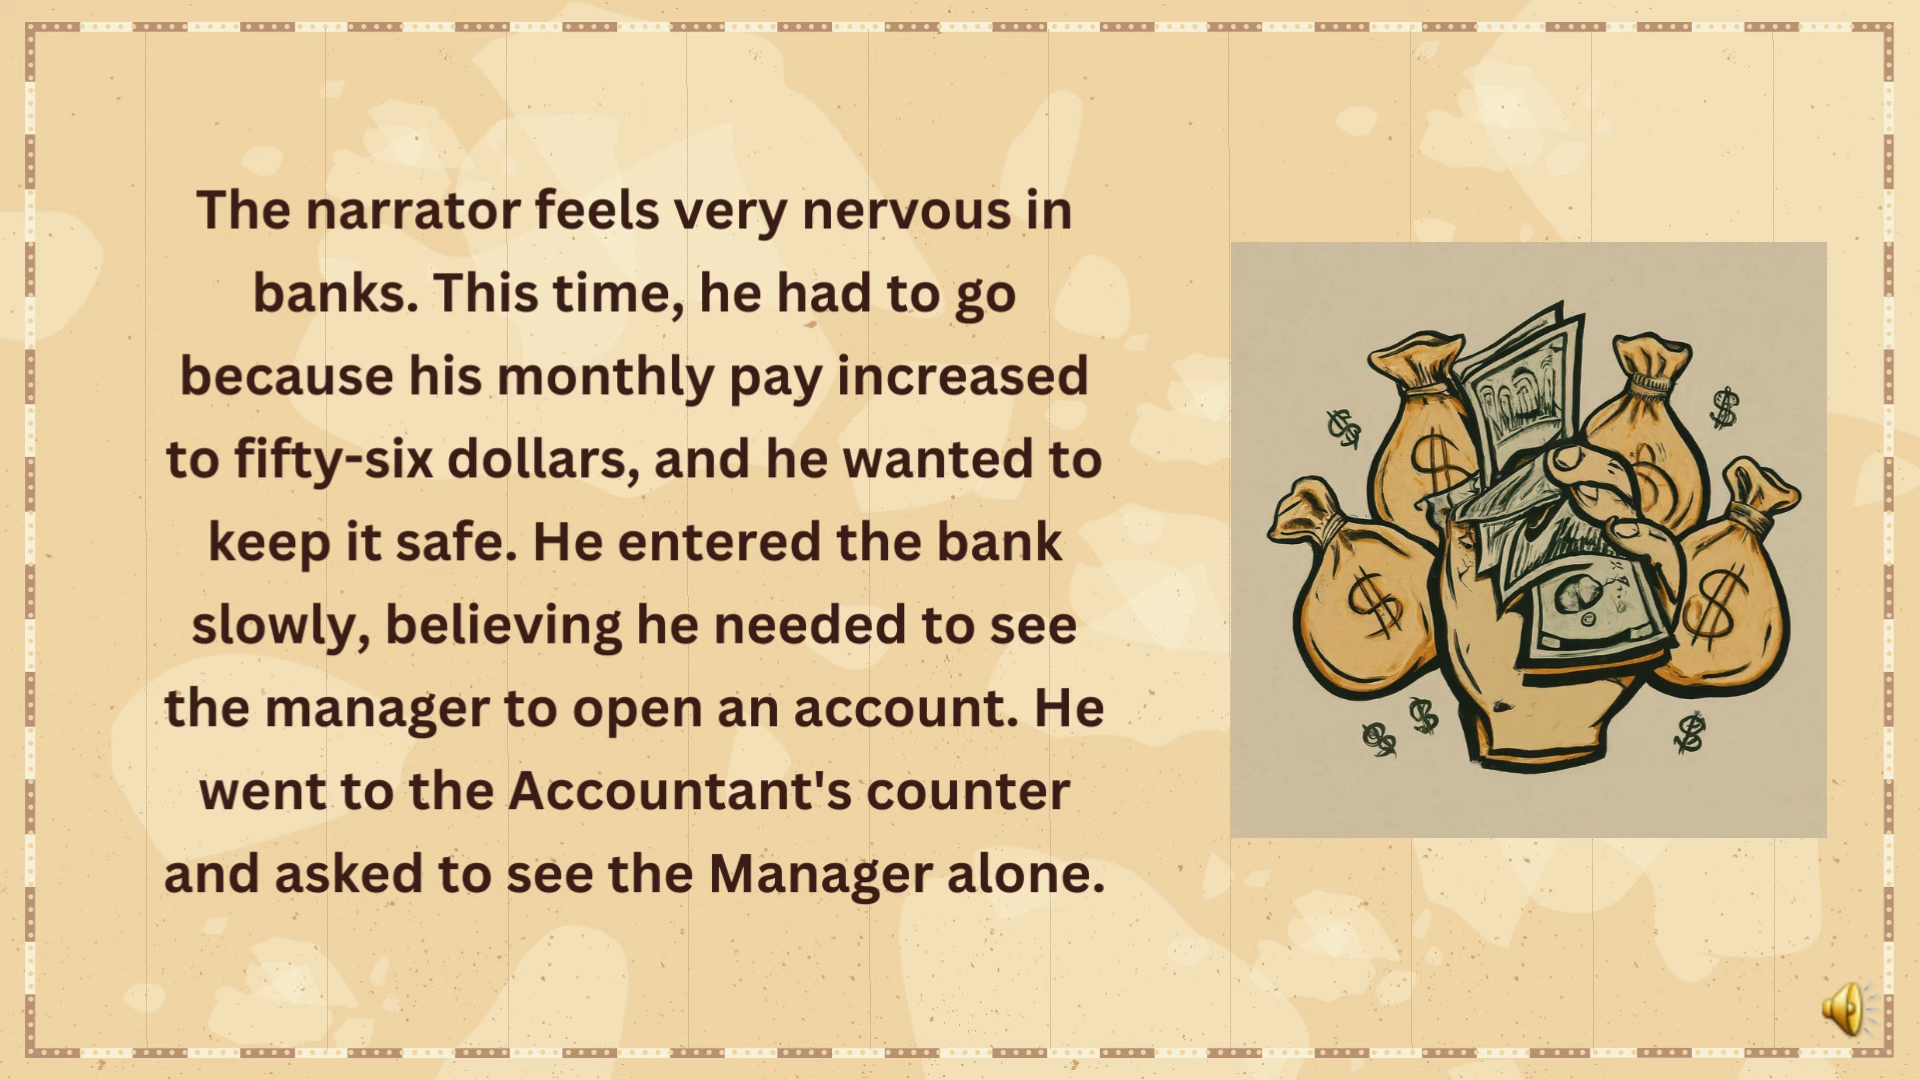 The narrator feels very nervous in
banks. This time, he had to go
because his monthly pay increased
to fifty-six dollars, and he wanted to
keep it safe. He entered the bank
slowly, believing he needed to see
the manager to open an account. He
went to the Accountant's counter
and asked to see the Manager alone.